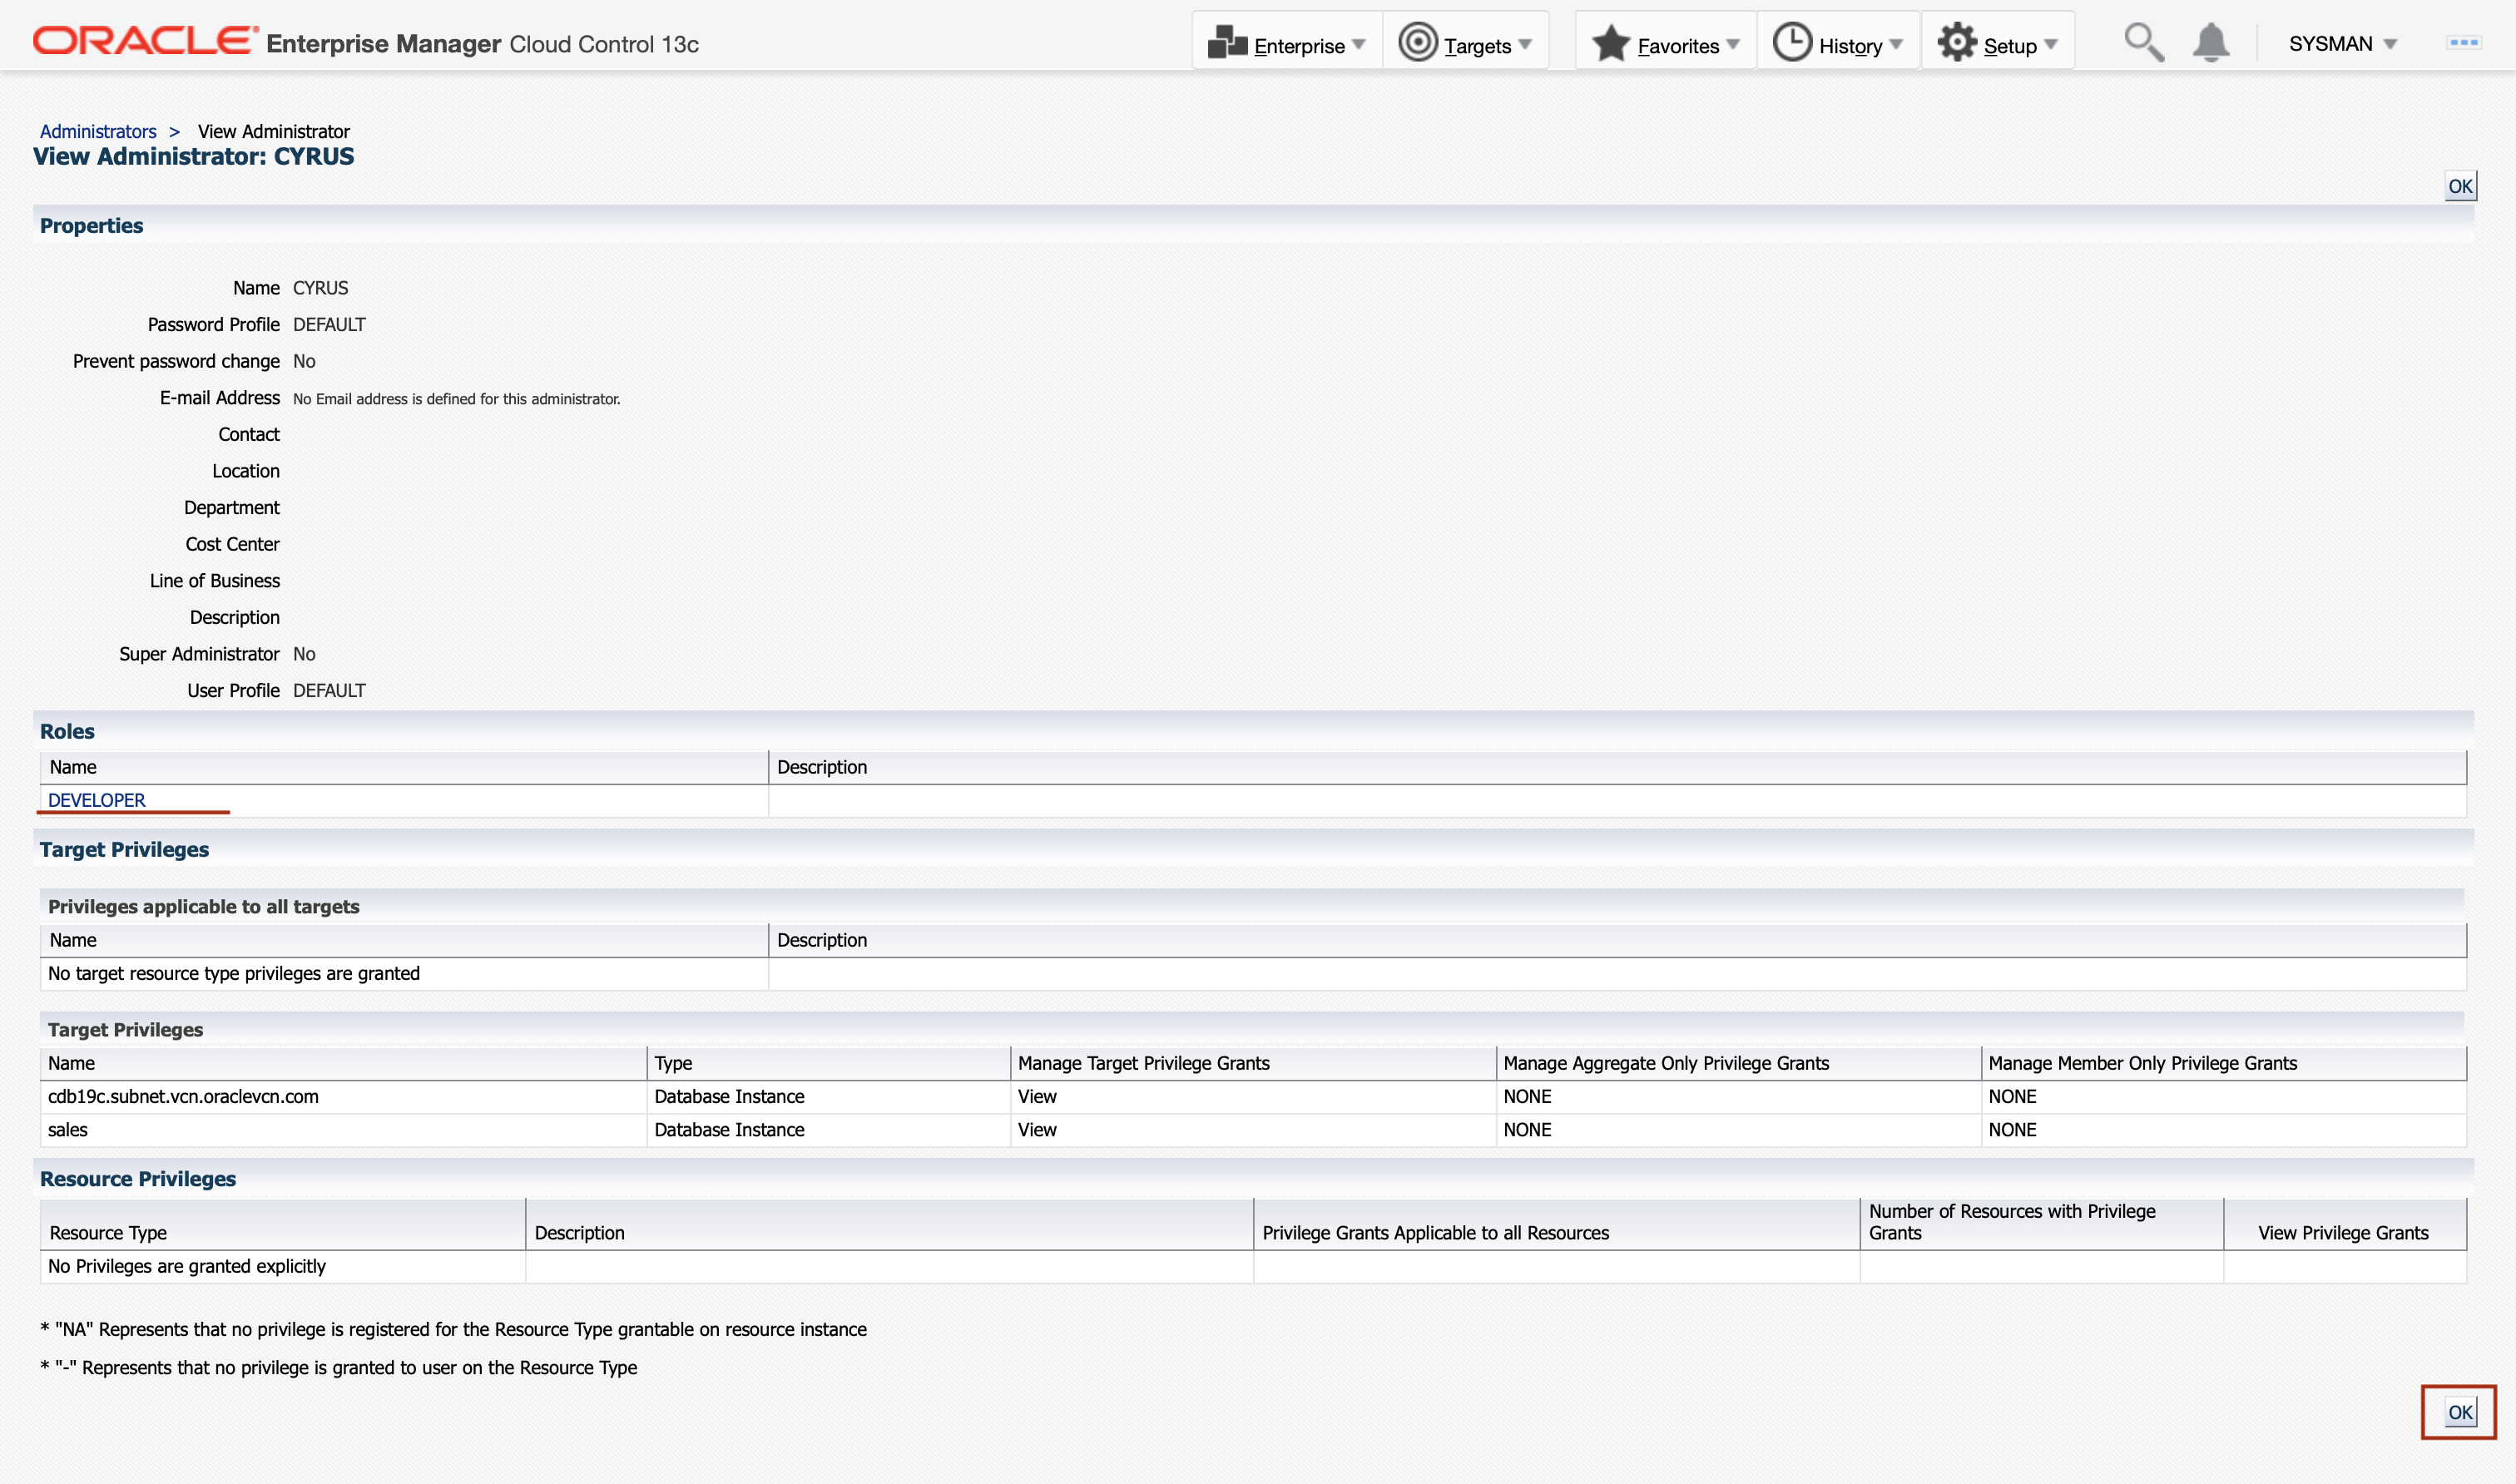 ORACLE Enterprise Manager Cloud Control 13c Enterprise Targets Favorites History Setup SYSMAN
Administrators > View Administrator
View Administrator: CYRUS
OK
Properties
Name CYRUS
Password Profile DEFAULT
Prevent password change No
E-mail Address No Email address is defined for this administrator.
Contact
Location
Department
Cost Center
Line of Business
Description
Super Administrator No
User Profile DEFAULT
Roles
Name Description
DEVELOPER
Target Privileges
Privileges applicable to all targets
Name Description
No target resource type privileges are granted
Target Privileges
Name Type Manage Target Privilege Grants Manage Aggregate Only Privilege Grants Manage Member Only Privilege Grants
cdb19c.subnet.vcn.oraclevcn.com Database Instance View NONE NONE
sales Database Instance View NONE NONE
Resource Privileges
Resource Type Description Privilege Grants Applicable to all Resources Number of Resources with Privilege Grants View Privilege Grants
No Privileges are granted explicitly
* "NA" Represents that no privilege is registered for the Resource Type grantable on resource instance
* "-" Represents that no privilege is granted to user on the Resource Type
OK